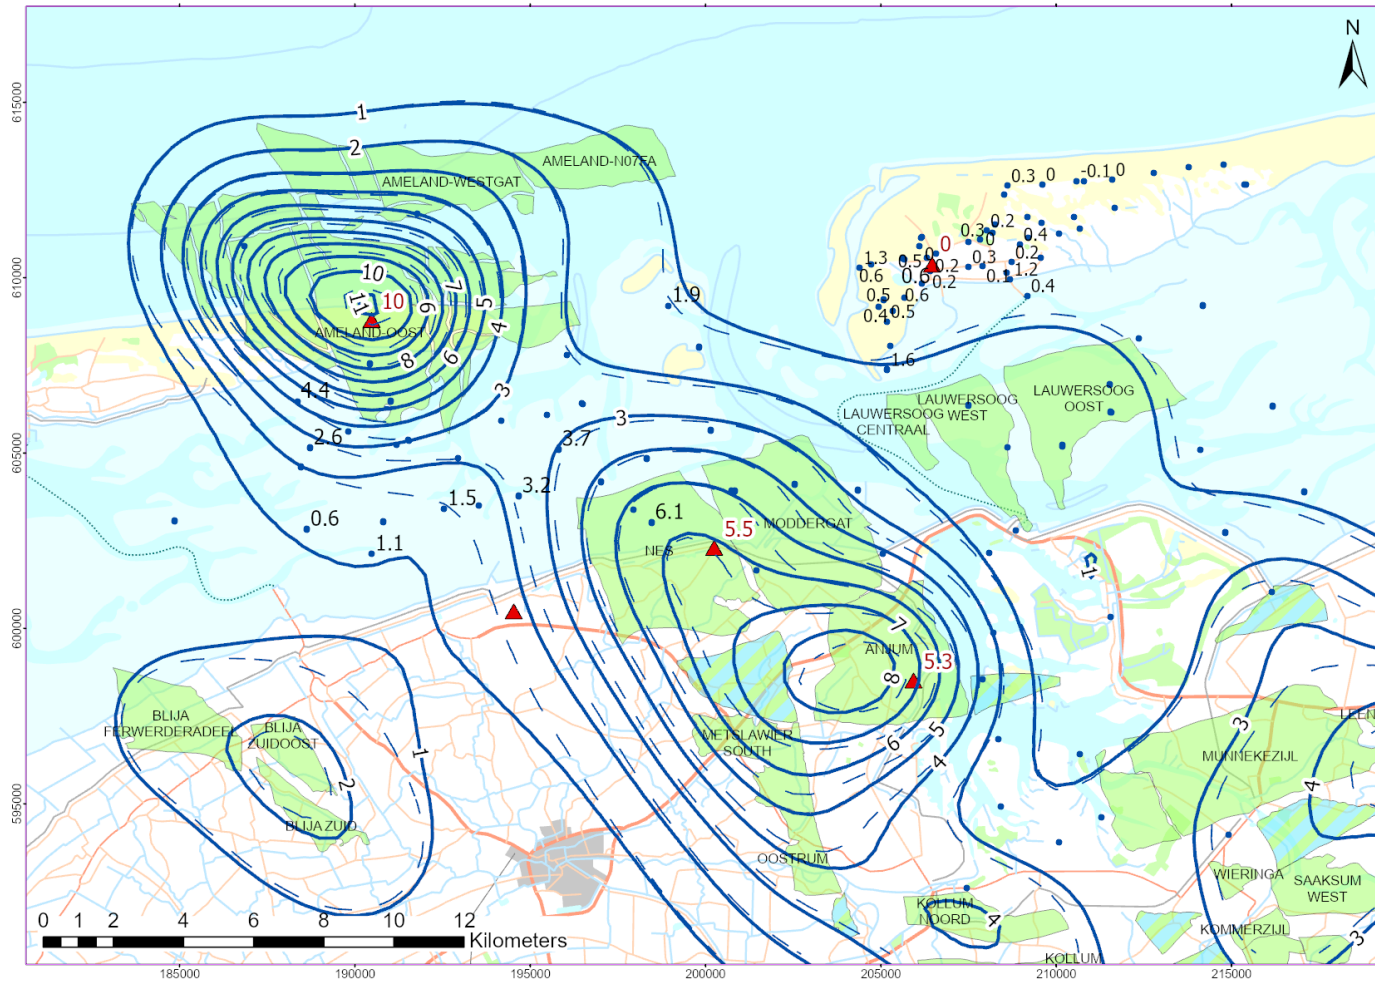 N
615000
610000
605000
600000
595000
1
2
AMELAND-N07FA
AMELAND-WESTGAT
0.3
0
-0.1
0
0.2
0.3
0
0.4
0
1.3
0.5
0
0.3
0.2
0.2
0.6
0.6
0.2
0.1
1.2
0.4
0.5
0.6
0.4
0.5
1.6
10
11
10
9
7
5
4
AMELAND-OOST
8
6
3
1.9
4.4
2.6
3
3.7
LAUWERSOOG
OOST
LAUWERSOOG
WEST
LAUWERSOOG
CENTRAAL
1.5
3.2
0.6
1.1
6.1
5.5
MODDERGAT
NES
1
7
ANJUM
8
5.3
BLIJA
FERWERDERADEEL
BLIJA
ZUIDOOST
1
2
BLIJA ZUID
METSLAWIER
SOUTH
6
5
4
3
LEEN
MUNNEKEZIJL
4
OOSTRUM
WIERINGA
SAAKSUM
WEST
KOLLUM
NOORD
4
KOMMERZIJL
3
KOLLUM
0 1 2 4 6 8 10 12
Kilometers
185000 190000 195000 200000 205000 210000 215000